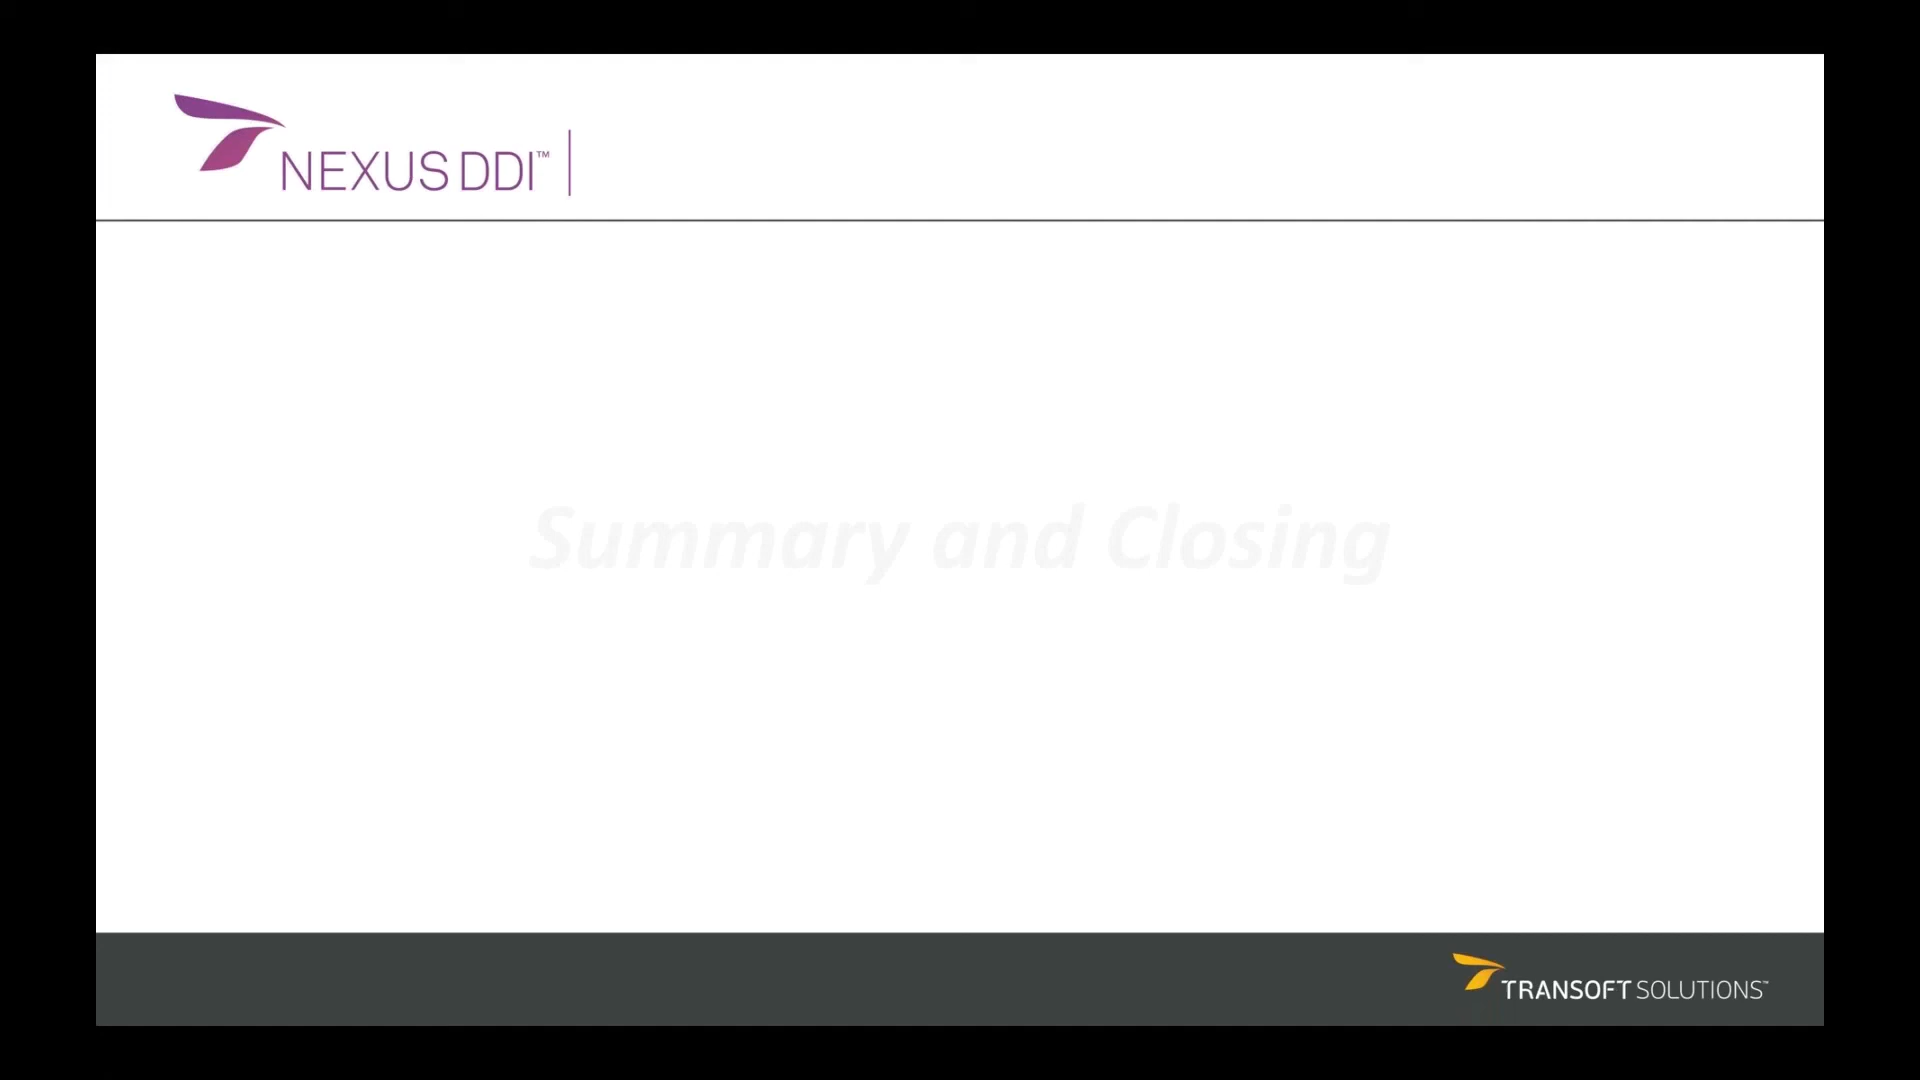 NEXUS DDI™
Summary and Closing
TRANSOFT SOLUTIONS™